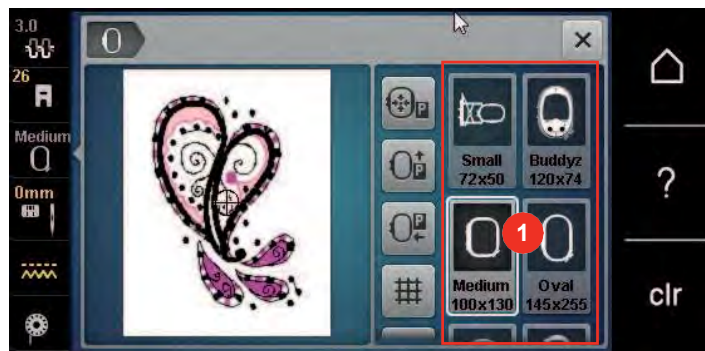 3.0
26
Medium
0mm
P
P
P
Small
72x50
Buddyz
120x74
Medium
100x130
Oval
145x255
1
?
clr